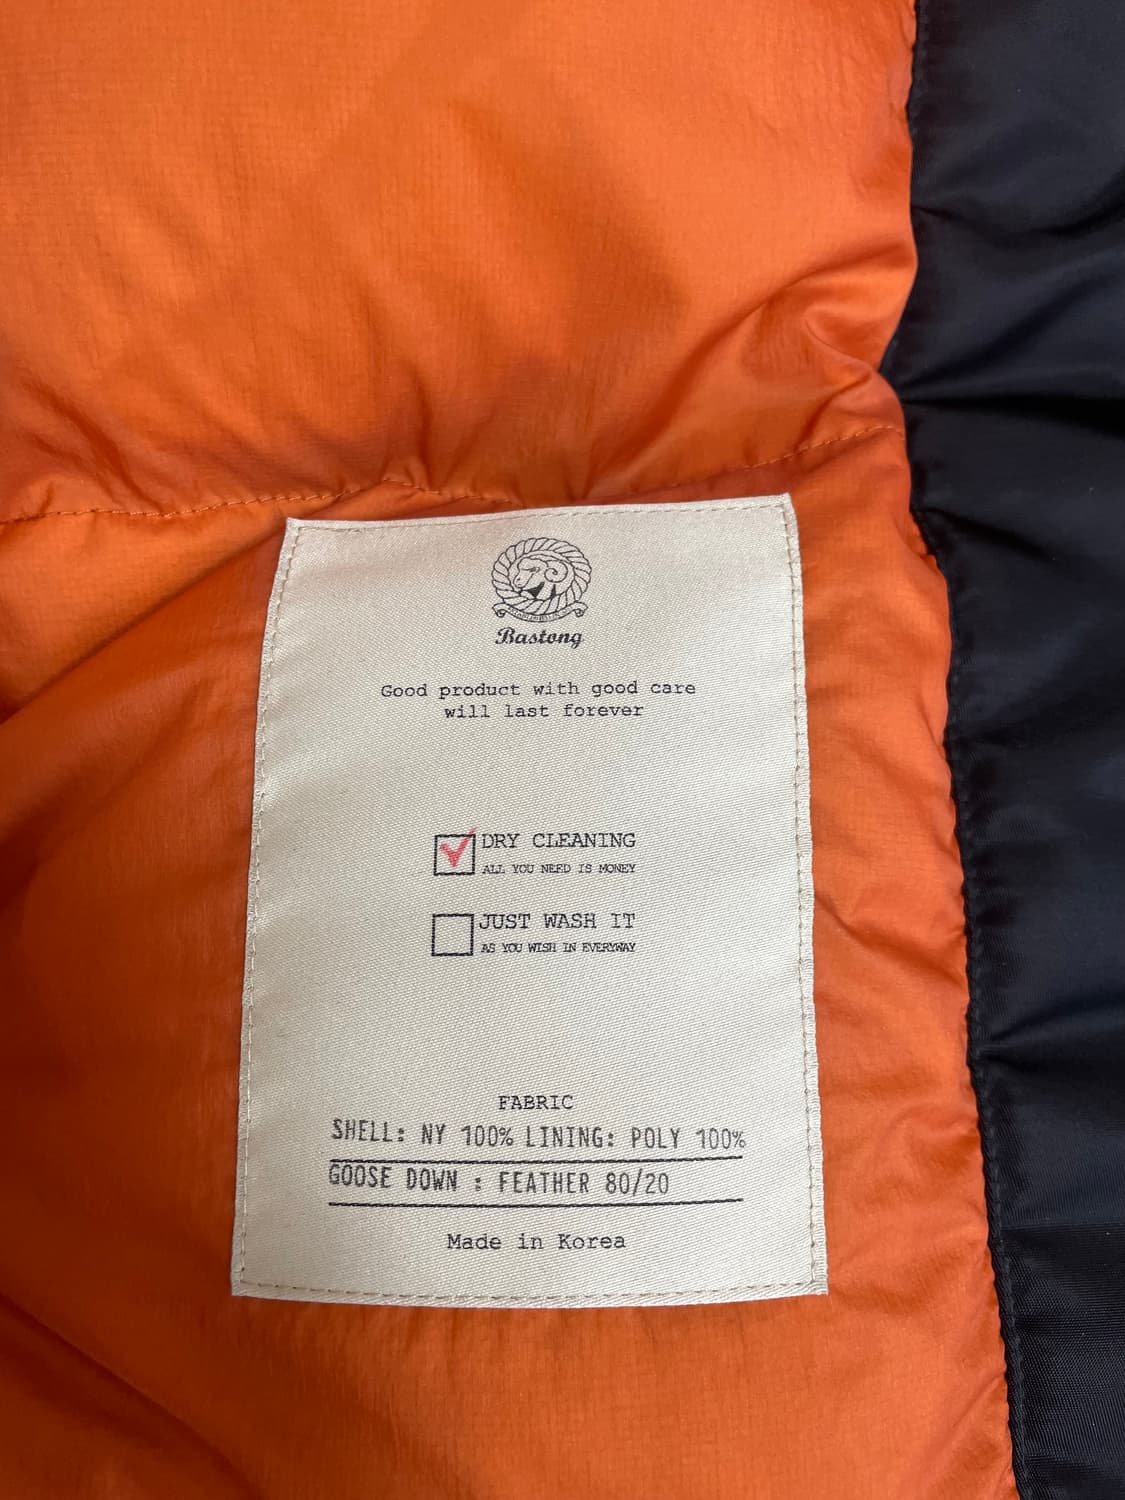 Bastong
Good product with good care
will last forever
DRY CLEANING
ALL YOU NEED IS MONEY
JUST WASH IT
AS YOU WISH IN EVERYWAY
FABRIC
SHELL: NY 100% LINING: POLY 100%
GOOSE DOWN : FEATHER 80/20
Made in Korea